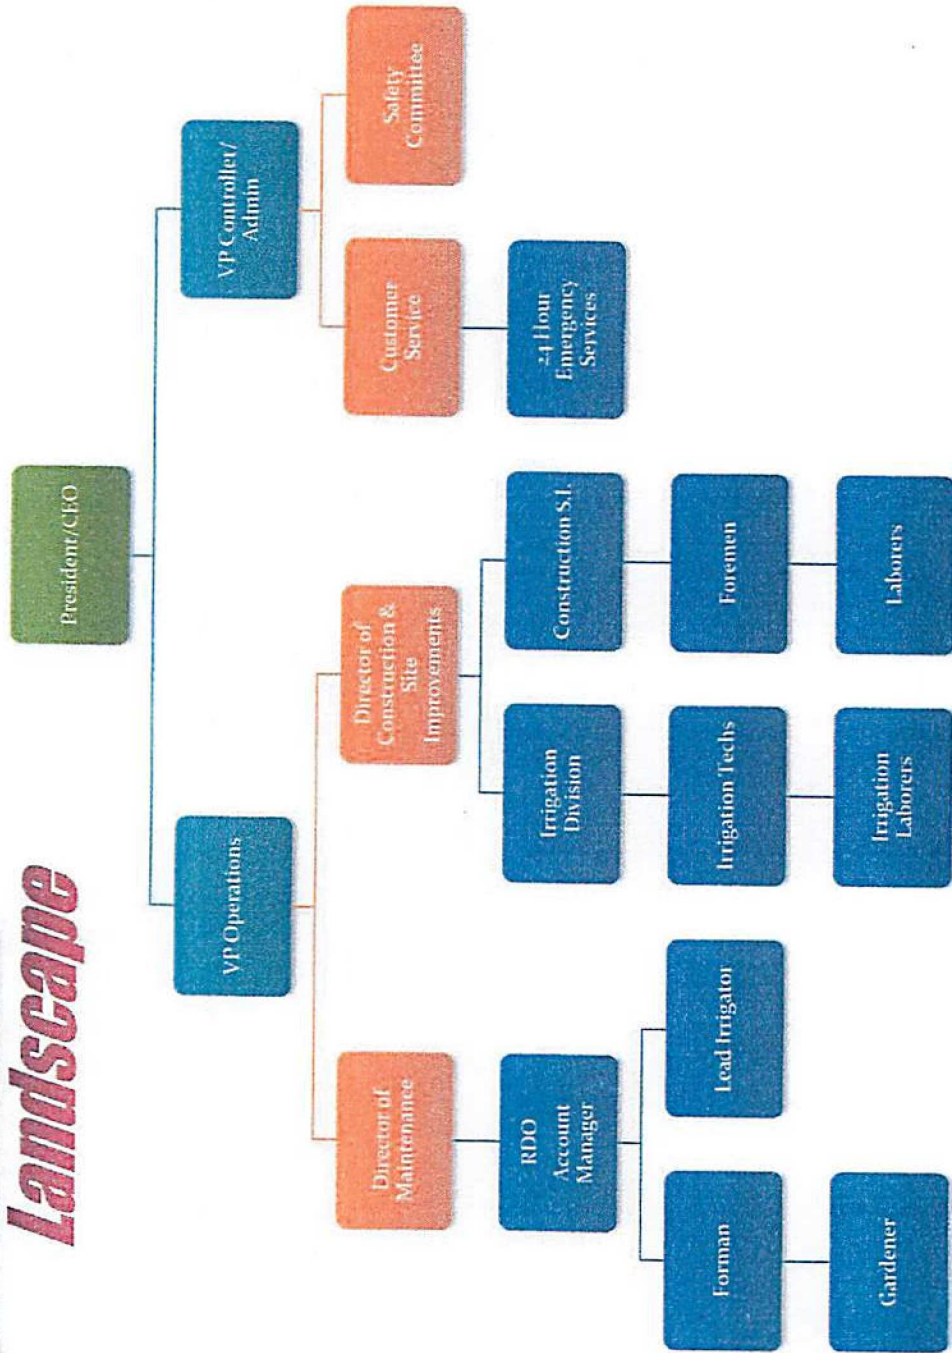 Landscape
President/CEO
VP Operations
VP Controller/
Admin
Director of
Maintenance
Director of
Construction &
Site
Improvements
Customer
Service
Safety
Committee
RDO
Account
Manager
Irrigation
Division
Construction S.I.
24 Hour
Emergency
Services
Forman
Lead Irrigator
Irrigation Techs
Foremen
Gardener
Irrigation
Laborers
Laborers